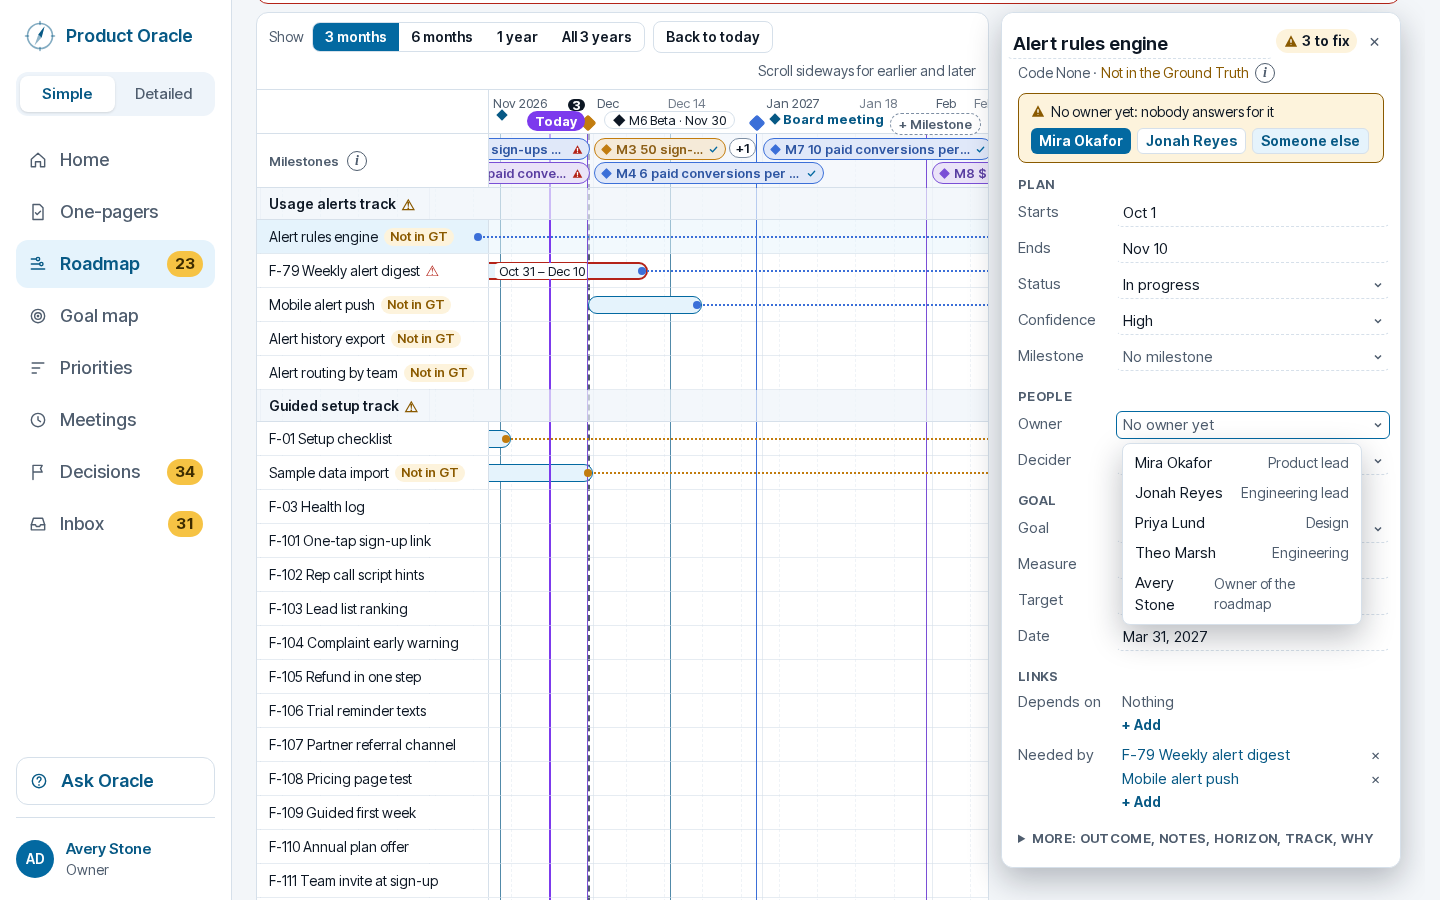 Product Oracle
Simple
Detailed
Home
One-pagers
Roadmap
23
Goal map
Priorities
Meetings
Decisions
34
Inbox
31
Ask Oracle
AD
Avery Stone
Owner
Show
3 months
6 months
1 year
All 3 years
Back to today
Scroll sideways for earlier and later
Nov 2026
3
Dec
Dec 14
Jan 2027
Jan 18
Feb
Fe
Today
M6 Beta · Nov 30
Board meeting
+ Milestone
Milestones
sign-ups ...
M3 50 sign-...
+1
M7 10 paid conversions per...
paid conve...
M4 6 paid conversions per ...
M8 $
Usage alerts track
Alert rules engine
Not in GT
F-79 Weekly alert digest
Oct 31 – Dec 10
Mobile alert push
Not in GT
Alert history export
Not in GT
Alert routing by team
Not in GT
Guided setup track
F-01 Setup checklist
Sample data import
Not in GT
F-03 Health log
F-101 One-tap sign-up link
F-102 Rep call script hints
F-103 Lead list ranking
F-104 Complaint early warning
F-105 Refund in one step
F-106 Trial reminder texts
F-107 Partner referral channel
F-108 Pricing page test
F-109 Guided first week
F-110 Annual plan offer
F-111 Team invite at sign-up
Alert rules engine
3 to fix
×
Code None · Not in the Ground Truth
i
No owner yet: nobody answers for it
Mira Okafor
Jonah Reyes
Someone else
PLAN
Starts
Oct 1
Ends
Nov 10
Status
In progress
Confidence
High
Milestone
No milestone
PEOPLE
Owner
No owner yet
Decider
Mira Okafor
Product lead
Jonah Reyes
Engineering lead
Priya Lund
Design
Theo Marsh
Engineering
Avery Stone
Owner of the roadmap
GOAL
Goal
Measure
Target
Date
Mar 31, 2027
LINKS
Depends on
Nothing
+ Add
Needed by
F-79 Weekly alert digest
×
Mobile alert push
×
+ Add
MORE: OUTCOME, NOTES, HORIZON, TRACK, WHY